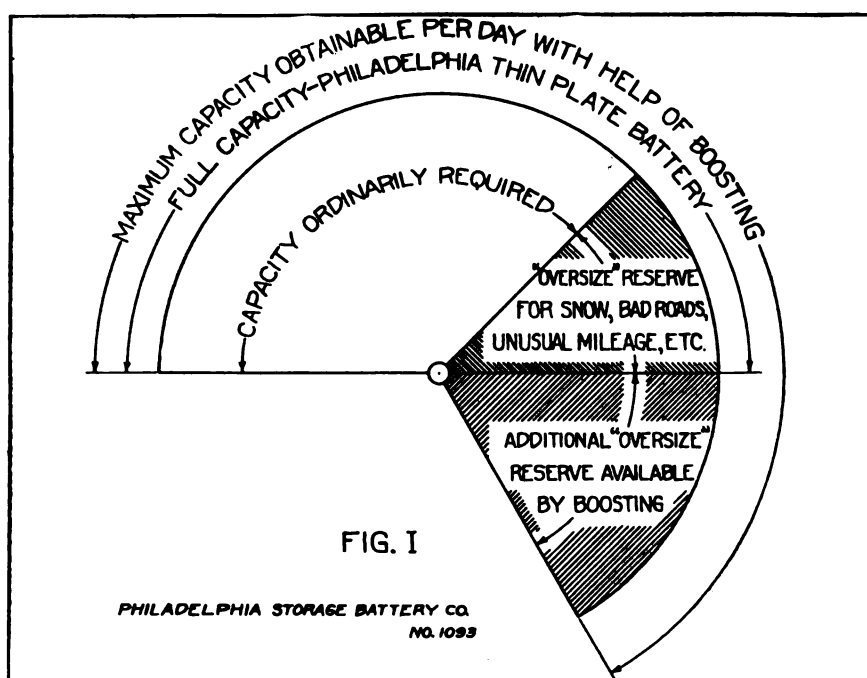 MAXIMUM CAPACITY OBTAINABLE PER DAY WITH HELP OF BOOSTING
FULL CAPACITY-PHILADELPHIA THIN PLATE BATTERY
CAPACITY ORDINARILY REQUIRED
"OVERSIZE" RESERVE
FOR SNOW, BAD ROADS,
UNUSUAL MILEAGE, ETC.
ADDITIONAL "OVERSIZE"
RESERVE AVAILABLE
BY BOOSTING
FIG. I
PHILADELPHIA STORAGE BATTERY CO.
NO. 1093